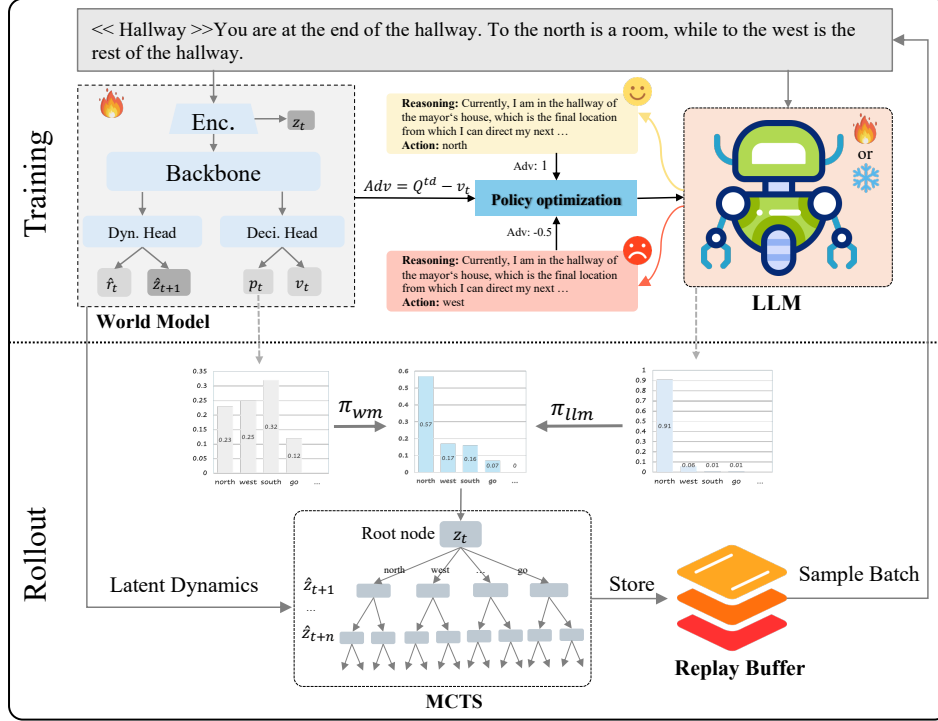 << Hallway >>You are at the end of the hallway. To the north is a room, while to the west is the
rest of the hallway.
Training
Enc.
z_t
Backbone
Dyn. Head
Deci. Head
r̂_t
ẑ_{t+1}
p_t
v_t
World Model
Adv = Q^{td} − v_t
Reasoning: Currently, I am in the hallway of
the mayor‘s house, which is the final location
from which I can direct my next …
Action: north
Adv: 1
Policy optimization
Adv: -0.5
Reasoning: Currently, I am in the hallway of
the mayor‘s house, which is the final location
from which I can direct my next …
Action: west
or
LLM
Rollout
0.35
0.3
0.25
0.2
0.15
0.1
0.05
0
0.23
0.25
0.32
0.12
north west south go ...
π_{wm}
0.6
0.5
0.4
0.3
0.2
0.1
0
0.57
0.17
0.16
0.07
0
north west south go ...
π_{llm}
1
0.9
0.8
0.7
0.6
0.5
0.4
0.3
0.2
0.1
0
0.91
0.06
0.01
0.01
north west south go ...
Root node
z_t
north west ... go
ẑ_{t+1}
...
ẑ_{t+n}
MCTS
Latent Dynamics
Store
Replay Buffer
Sample Batch